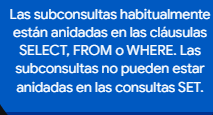 Las subconsultas habitualmente
están anidadas en las cláusulas
SELECT, FROM o WHERE. Las
subconsultas no pueden estar
anidadas en las consultas SET.